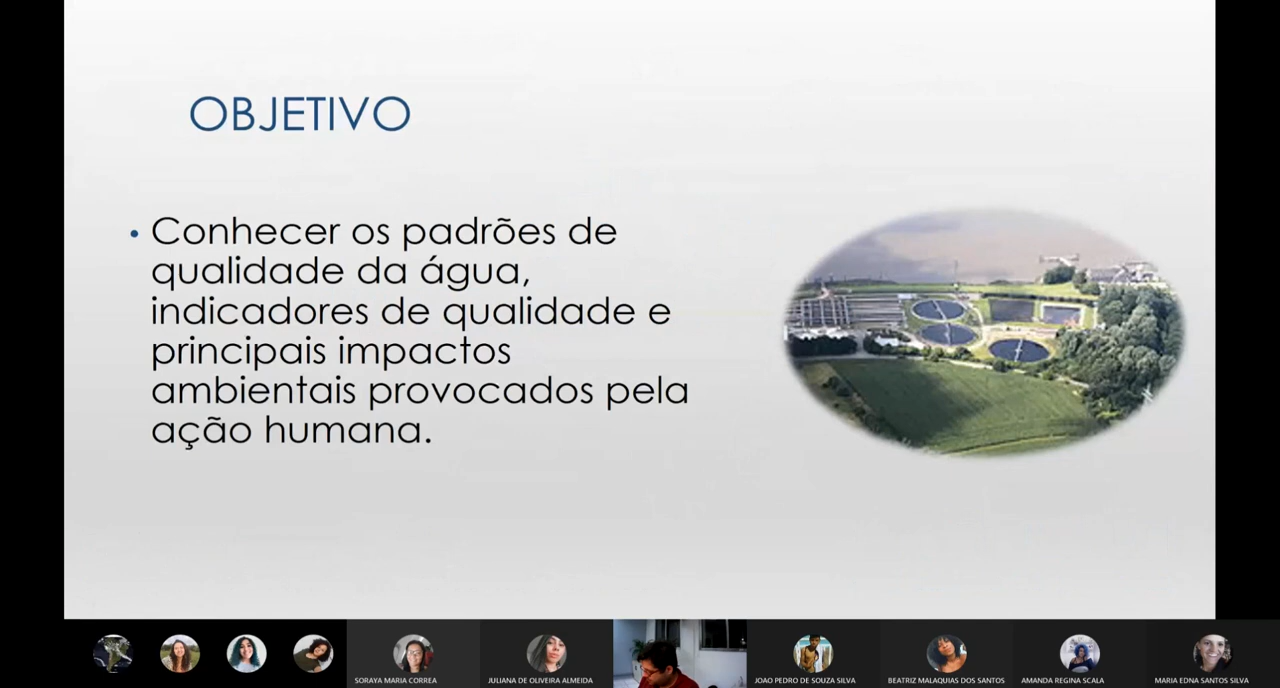 OBJETIVO
• Conhecer os padrões de
qualidade da água,
indicadores de qualidade e
principais impactos
ambientais provocados pela
ação humana.
SORAYA MARIA CORREA
JULIANA DE OLIVEIRA ALMEIDA
JOAO PEDRO DE SOUZA SILVA
BEATRIZ MALAQUIAS DOS SANTOS
AMANDA REGINA SCALA
MARIA EDNA SANTOS SILVA